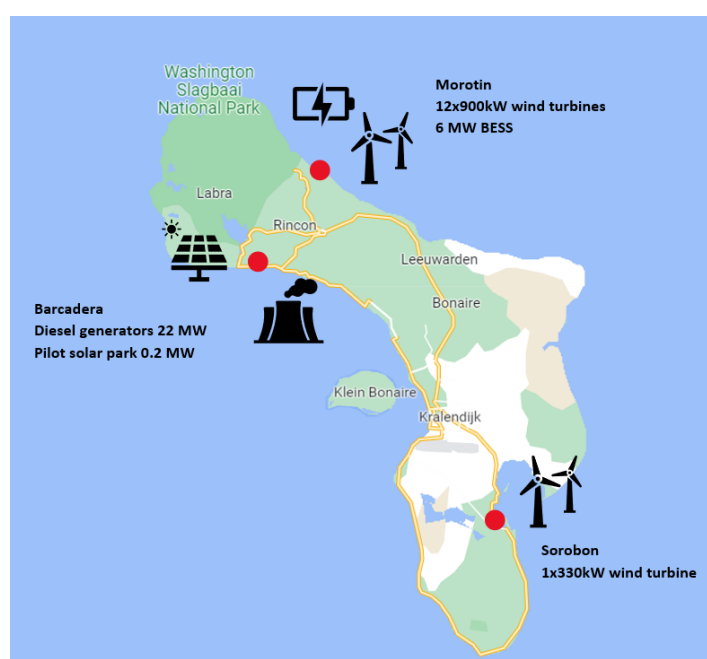 Washington
Slagbaai
National Park
Morotin
12x900kW wind turbines
6 MW BESS
Labra
Rincon
Leeuwarden
Bonaire
Barcadera
Diesel generators 22 MW
Pilot solar park 0.2 MW
Klein Bonaire
Kralendijk
Sorobon
1x330kW wind turbine